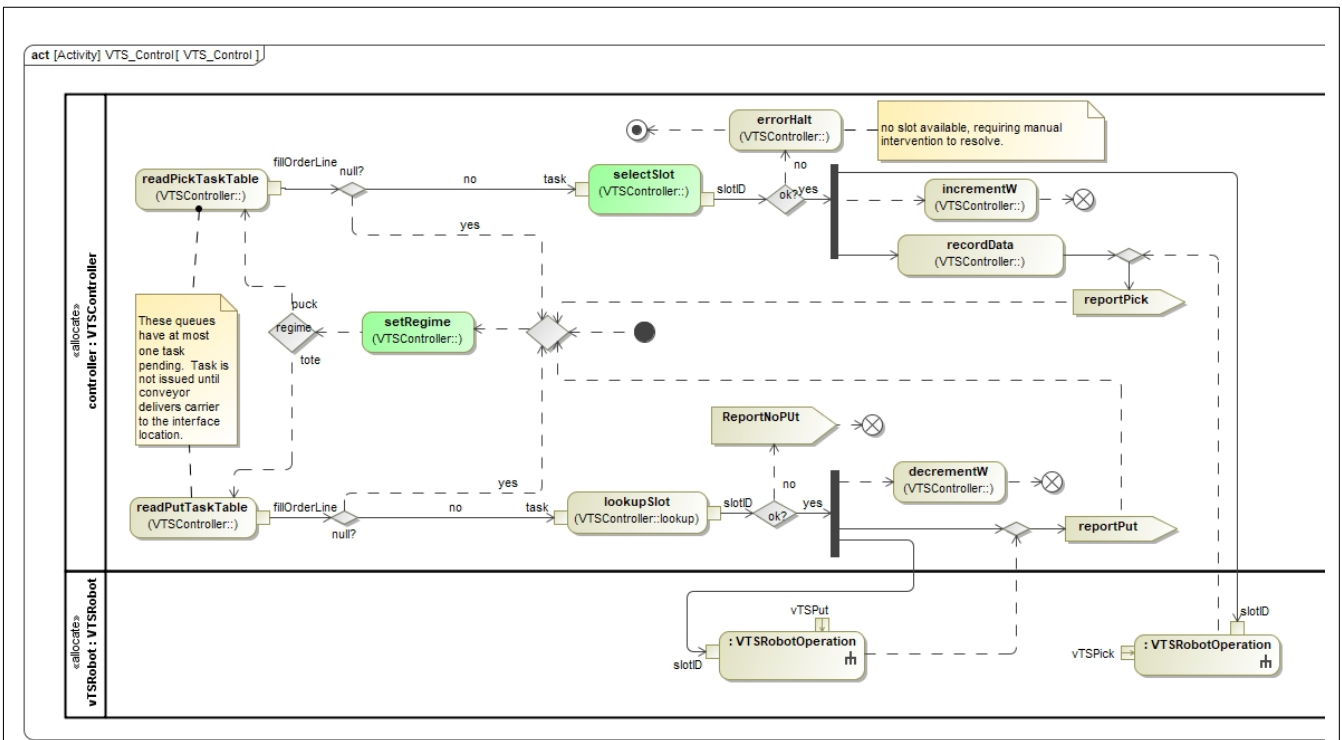 act [Activity] VTS_Control[ VTS_Control ]
«allocate»
controller : VTSController
readPickTaskTable
(VTSController::)
fillOrderLine
null?
no
task
selectSlot
(VTSController::)
slotID
ok?
no
yes
errorHalt
(VTSController::)
no slot available, requiring manual
intervention to resolve.
incrementW
(VTSController::)
recordData
(VTSController::)
reportPick
yes
puck
regime
tote
setRegime
(VTSController::)
These queues
have at most
one task
pending. Task is
not issued until
conveyor
delivers carrier
to the interface
location.
readPutTaskTable
(VTSController::)
fillOrderLine
null?
yes
no
task
lookupSlot
(VTSController::lookup)
slotID
ok?
no
yes
ReportNoPUt
decrementW
(VTSController::)
reportPut
«allocate»
vTSRobot : VTSRobot
vTSPut
: VTSRobotOperation
slotID
slotID
vTSPick
: VTSRobotOperation